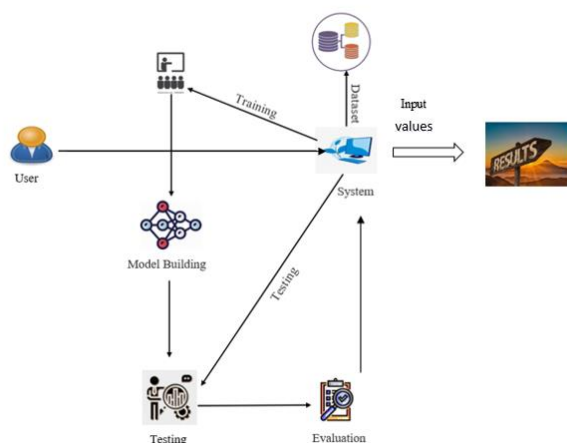 Training
Dataset
Input
values
RESULTS
User
System
Model Building
Testing
Testing
Evaluation